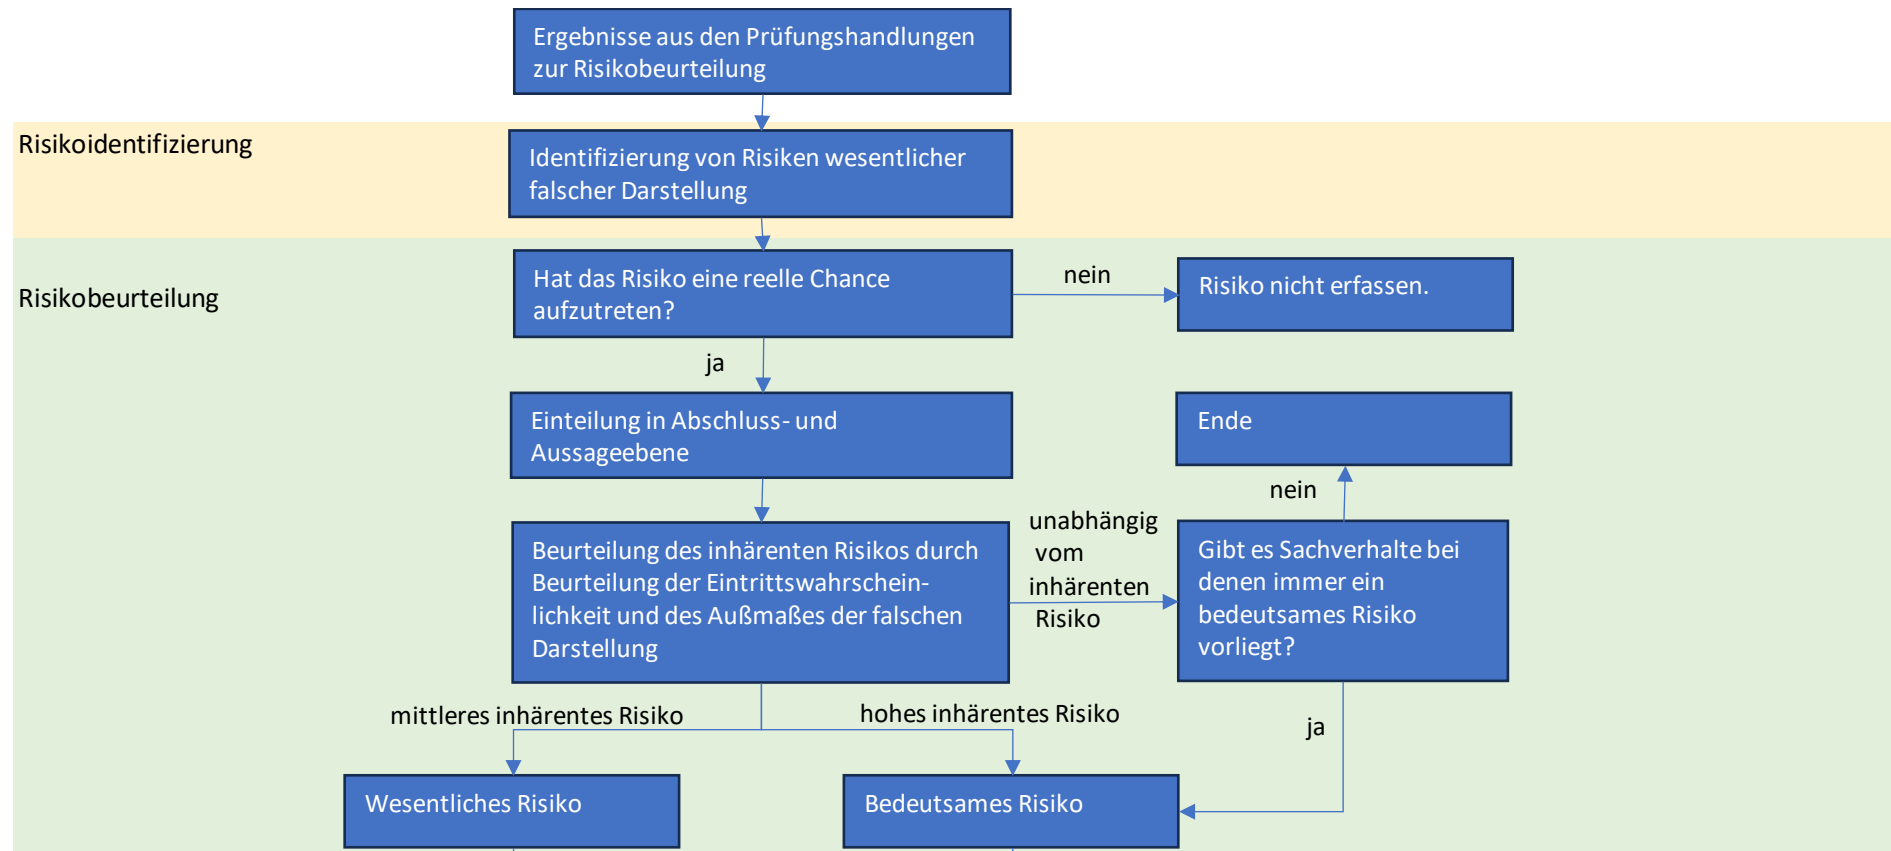 Ergebnisse aus den Prüfungshandlungen
zur Risikobeurteilung
Risikoidentifizierung
Identifizierung von Risiken wesentlicher
falscher Darstellung
Risikobeurteilung
Hat das Risiko eine reelle Chance
aufzutreten?
nein
Risiko nicht erfassen.
ja
Einteilung in Abschluss- und
Aussageebene
Ende
nein
Beurteilung des inhärenten Risikos durch
Beurteilung der Eintrittswahrschein-
lichkeit und des Außmaßes der falschen
Darstellung
unabhängig
vom
inhärenten
Risiko
Gibt es Sachverhalte bei
denen immer ein
bedeutsames Risiko
vorliegt?
mittleres inhärentes Risiko
hohes inhärentes Risiko
ja
Wesentliches Risiko
Bedeutsames Risiko